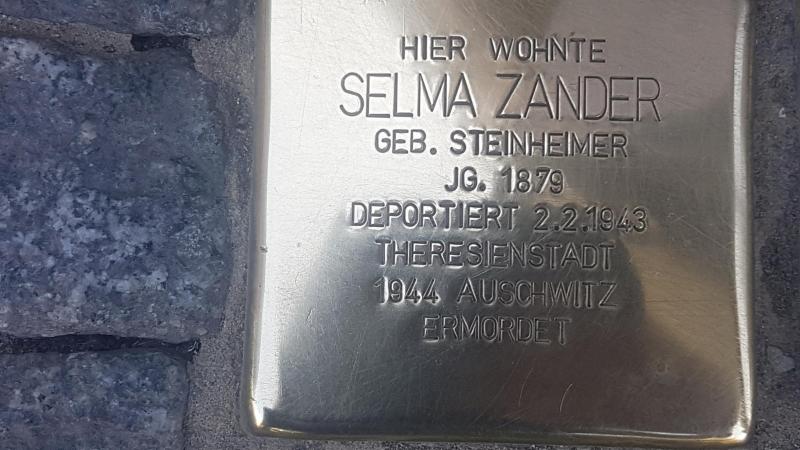 HIER WOHNTE
SELMA ZANDER
GEB. STEINHEIMER
JG. 1879
DEPORTIERT 2.2.1943
THERESIENSTADT
1944 AUSCHWITZ
ERMORDET